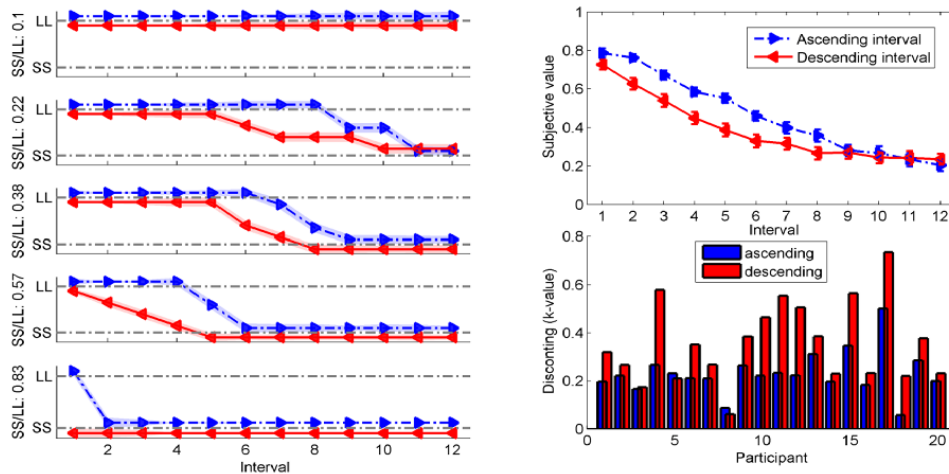 SS/LL: 0.1
LL
SS
SS/LL: 0.22
LL
SS
SS/LL: 0.38
LL
SS
SS/LL: 0.57
LL
SS
SS/LL: 0.83
LL
SS
2 4 6 8 10 12
Interval
Subjective value
1
0.8
0.6
0.4
0.2
0
Ascending interval
Descending interval
1 2 3 4 5 6 7 8 9 10 11 12
Interval
Disconting (k-value)
0.8
0.6
0.4
0.2
0
ascending
descending
0 5 10 15 20
Participant